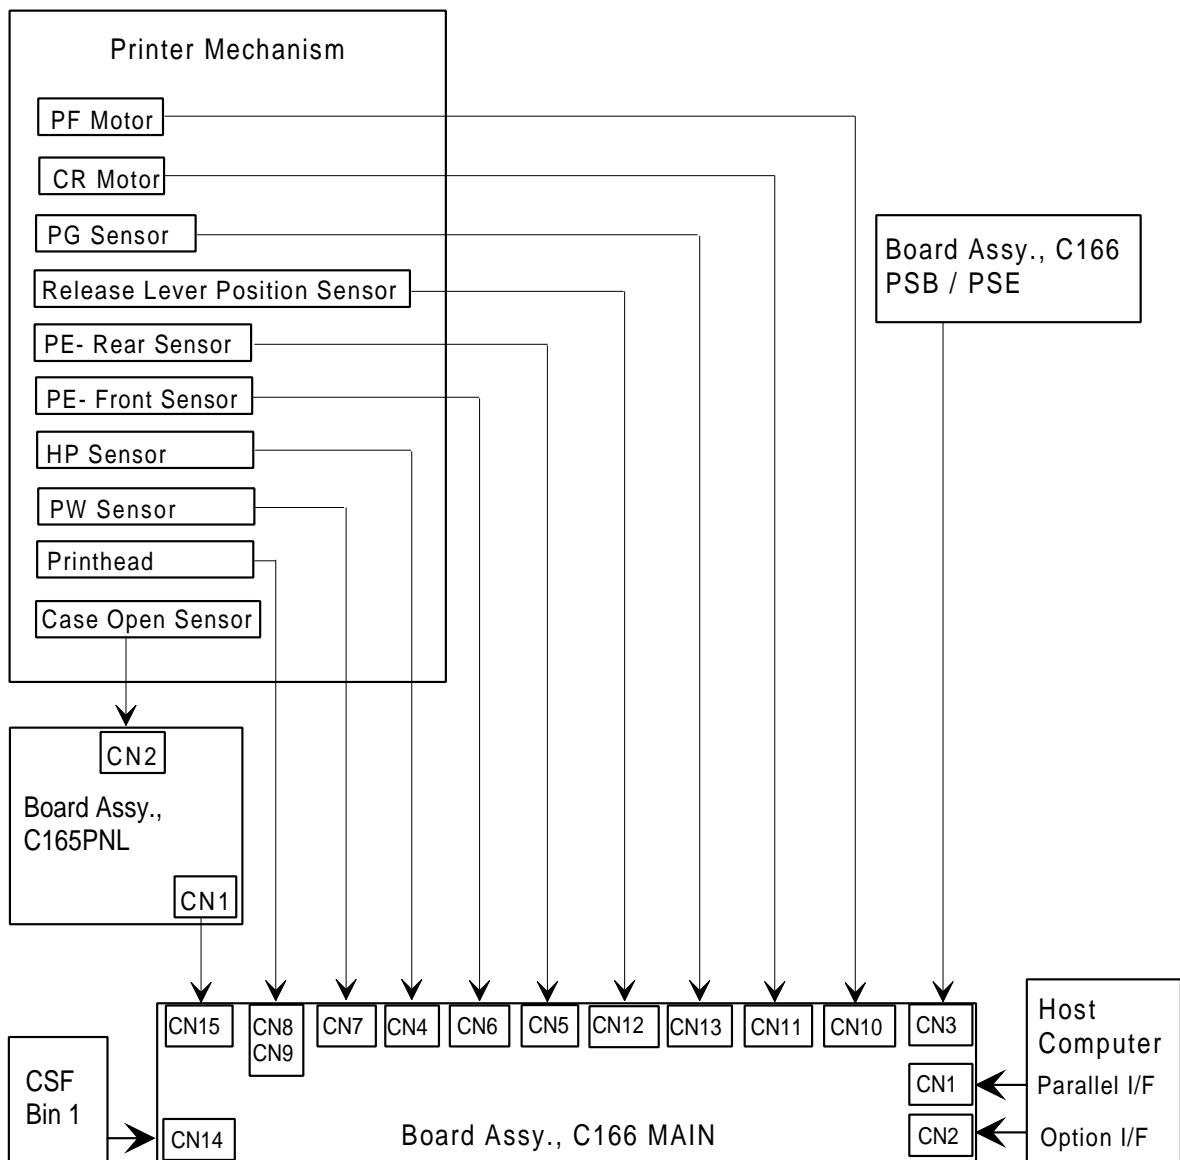 Printer Mechanism
PF Motor
CR Motor
PG Sensor
Release Lever Position Sensor
PE- Rear Sensor
PE- Front Sensor
HP Sensor
PW Sensor
Printhead
Case Open Sensor
Board Assy., C166
PSB / PSE
CN2
Board Assy.,
C165PNL
CN1
CN15
CN8
CN9
CN7
CN4
CN6
CN5
CN12
CN13
CN11
CN10
CN3
CN1
CN2
CN14
Board Assy., C166 MAIN
CSF
Bin 1
Host
Computer
Parallel I/F
Option I/F